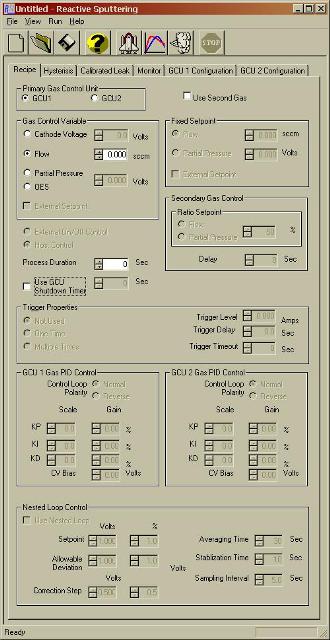 Untitled - Reactive Sputtering
File View Run Help
STOP
Recipe Hysterisis Calibrated Leak Monitor GCU 1 Configuration GCU 2 Configuration
Primary Gas Control Unit
GCU1 GCU2
Use Second Gas
Gas Control Variable
Cathode Voltage 0.0 Volts
Flow 0.000 sccm
Partial Pressure 0.000 Volts
OES
External Setpoint
Fixed Setpoint
Flow 0.000 sccm
Partial Pressure 0.000 Volts
External Setpoint
External On/Off Control
Host Control
Process Duration 0 Sec
Use GCU Shutdown Timer 0 Sec
Secondary Gas Control
Ratio Setpoint
Flow
Partial Pressure 50 %
Delay 0 Sec
Trigger Properties
Not Used
One Time
Multiple Times
Trigger Level 0.000 Amps
Trigger Delay 0.0 Sec
Trigger Timeout 0 Sec
GCU 1 Gas PID Control
Control Loop Polarity Normal
Reverse
Scale Gain
KP 0.0 0.00 %
KI 0.0 0.00 %
KD 0.0 0.00 %
CV Bias 0.00 Volts
GCU 2 Gas PID Control
Control Loop Polarity Normal
Reverse
Scale Gain
KP 0.0 0.00 %
KI 0.0 0.00 %
KD 0.0 0.00 %
CV Bias 0.00 Volts
Nested Loop Control
Use Nested Loop
Volts %
Setpoint 1.000 1.0
Allowable Deviation 1.000 1.0
Volts Volts
Correction Step 0.500 0.5
Averaging Time 30 Sec
Stablization Time 1.0 Sec
Sampling Interval 5.0 Sec
Ready